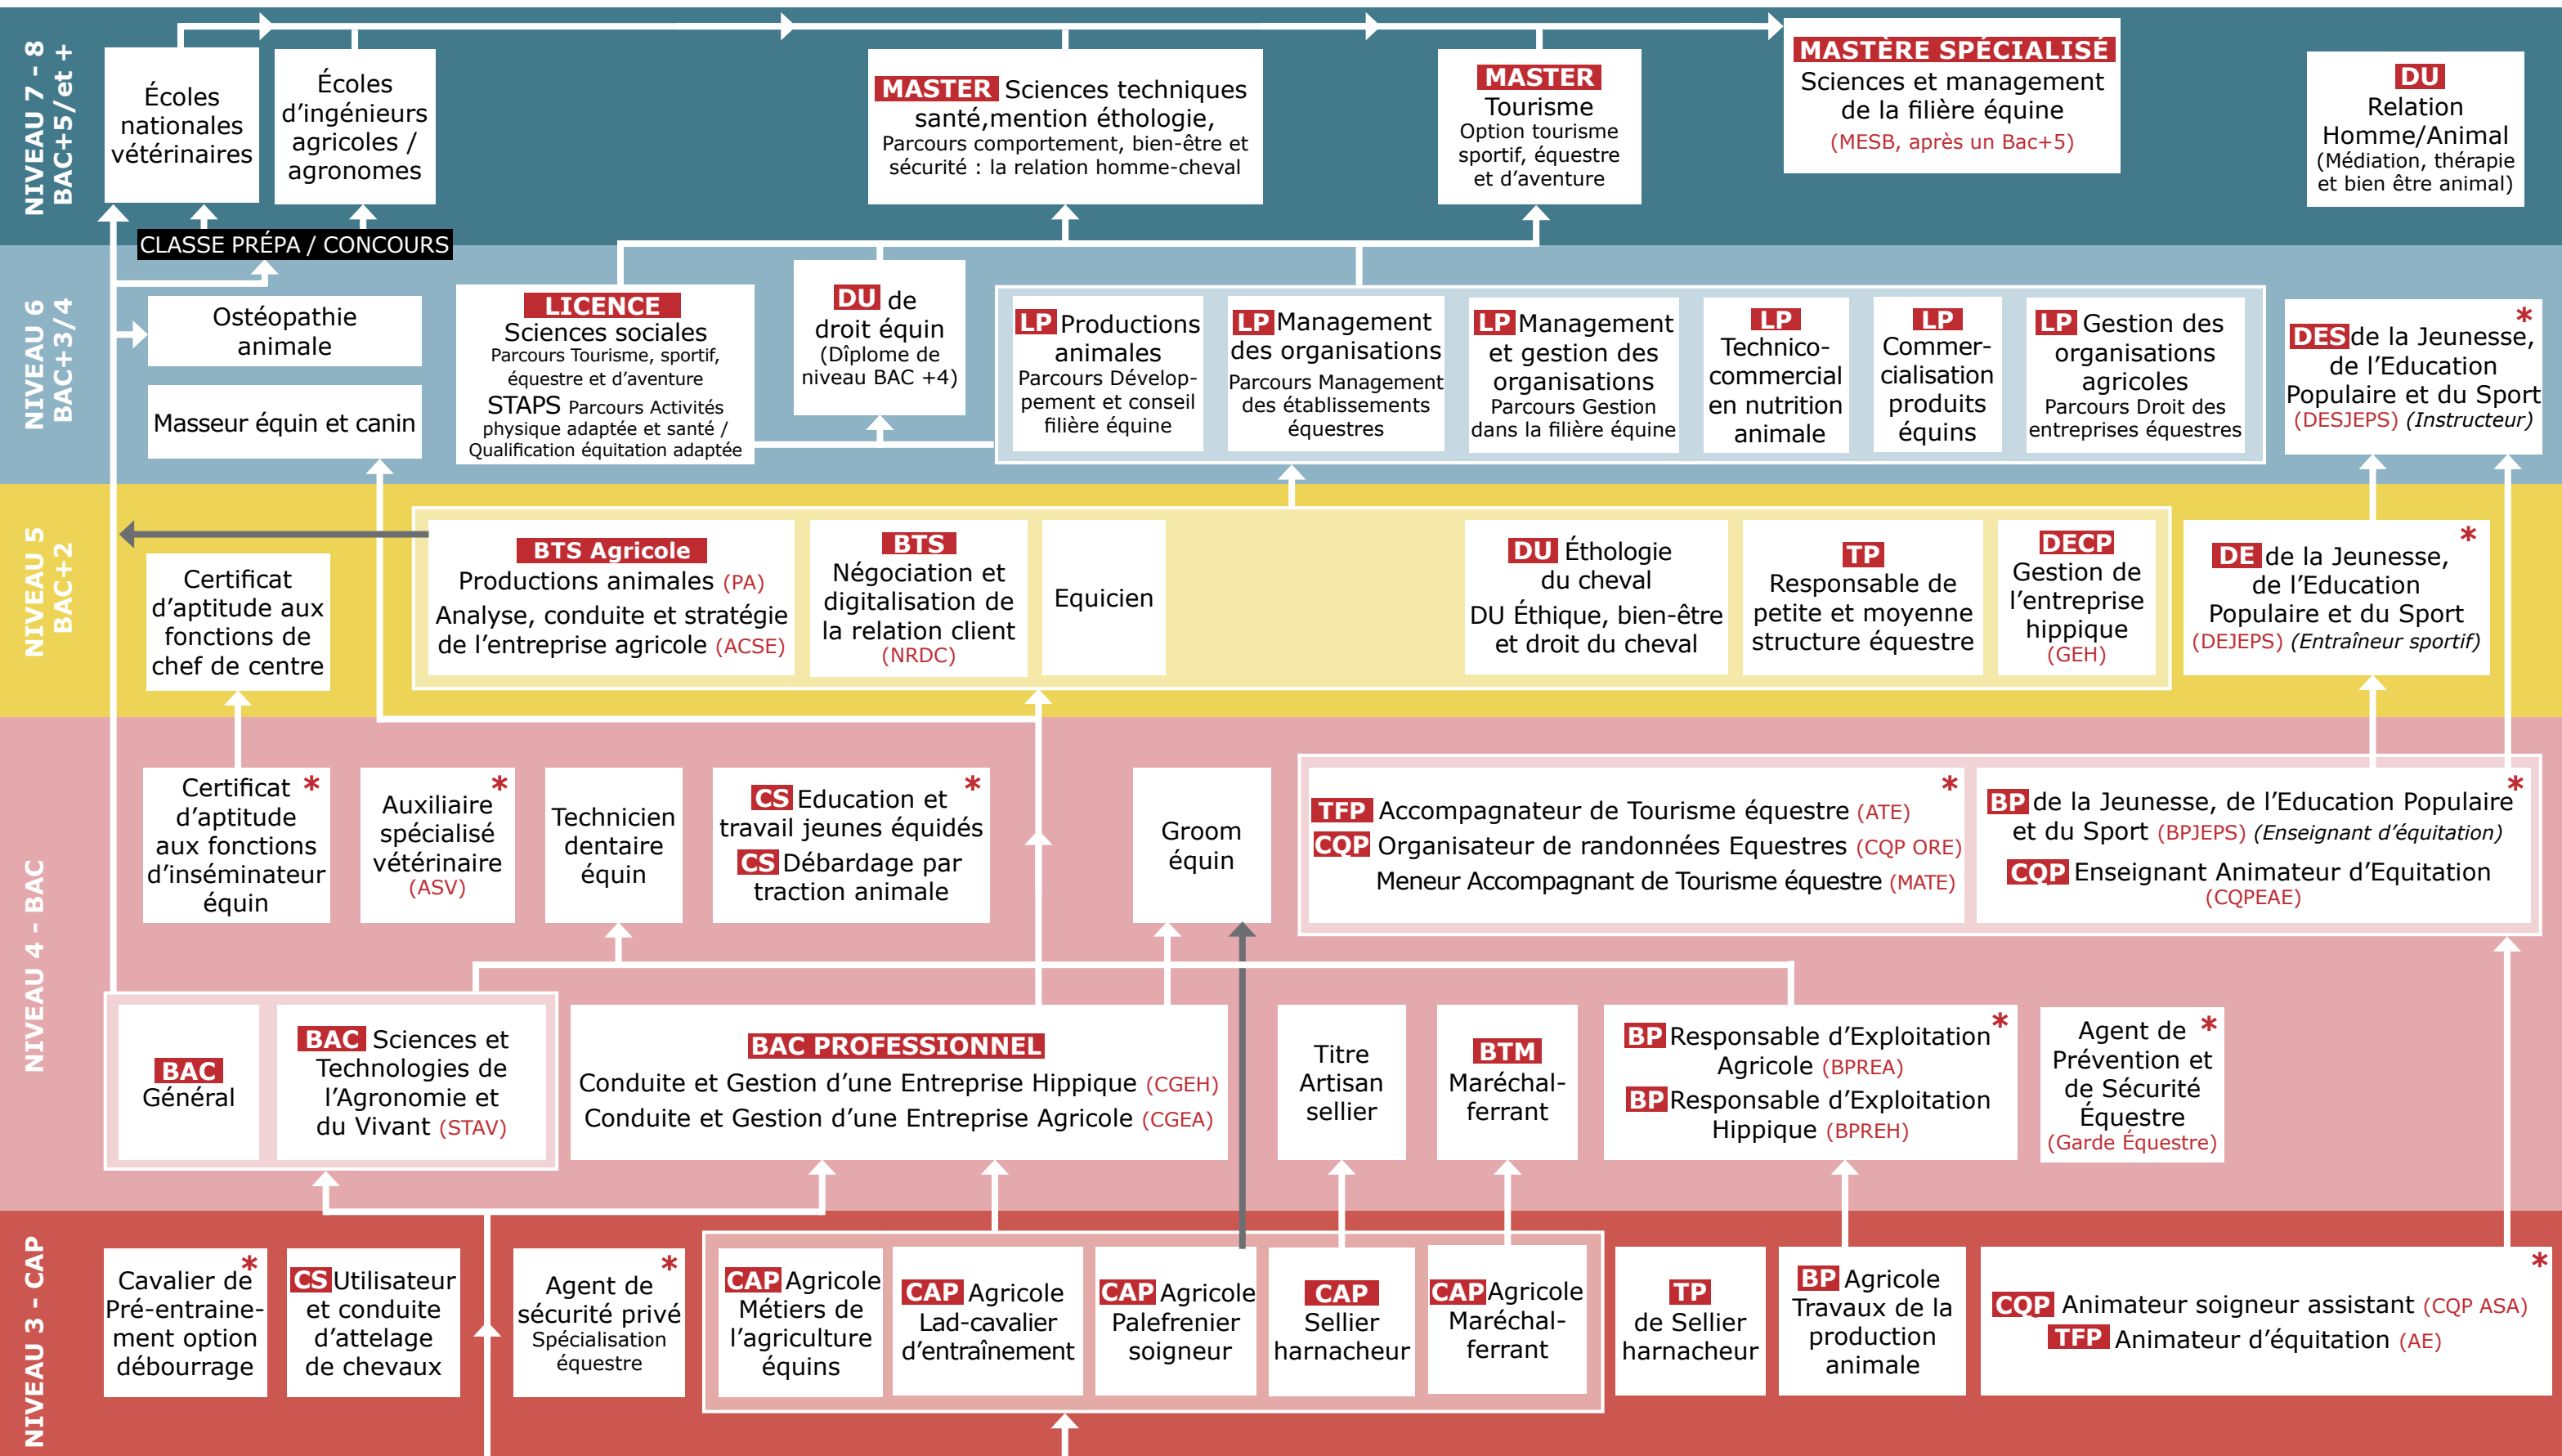 NIVEAU 7 - 8
BAC+5/et +
Écoles
nationales
vétérinaires
Écoles
d'ingénieurs
agricoles /
agronomes
MASTER Sciences techniques
santé,mention éthologie,
Parcours comportement, bien-être et
sécurité : la relation homme-cheval
MASTER
Tourisme
Option tourisme
sportif, équestre
et d'aventure
MASTÈRE SPÉCIALISÉ
Sciences et management
de la filière équine
(MESB, après un Bac+5)
DU
Relation
Homme/Animal
(Médiation, thérapie
et bien être animal)
CLASSE PRÉPA / CONCOURS
NIVEAU 6
BAC+3/4
Ostéopathie
animale
Masseur équin et canin
LICENCE
Sciences sociales
Parcours Tourisme, sportif,
équestre et d'aventure
STAPS Parcours Activités
physique adaptée et santé /
Qualification équitation adaptée
DU de
droit équin
(Dîplome de
niveau BAC +4)
LP Productions
animales
Parcours Dévelop-
pement et conseil
filière équine
LP Management
des organisations
Parcours Management
des établissements
équestres
LP Management
et gestion des
organisations
Parcours Gestion
dans la filière équine
LP
Technico-
commercial
en nutrition
animale
LP
Commer-
cialisation
produits
équins
LP Gestion des
organisations
agricoles
Parcours Droit des
entreprises équestres
*
DES de la Jeunesse,
de l'Education
Populaire et du Sport
(DESJEPS) (Instructeur)
NIVEAU 5
BAC+2
Certificat
d'aptitude aux
fonctions de
chef de centre
BTS Agricole
Productions animales (PA)
Analyse, conduite et stratégie
de l'entreprise agricole (ACSE)
BTS
Négociation et
digitalisation de
la relation client
(NRDC)
Equicien
DU Éthologie
du cheval
DU Éthique, bien-être
et droit du cheval
TP
Responsable de
petite et moyenne
structure équestre
DECP
Gestion de
l'entreprise
hippique
(GEH)
*
DE de la Jeunesse,
de l'Education
Populaire et du Sport
(DEJEPS) (Entraîneur sportif)
NIVEAU 4 - BAC
Certificat *
d'aptitude
aux fonctions
d'inséminateur
équin
*
Auxiliaire
spécialisé
vétérinaire
(ASV)
Technicien
dentaire
équin
*
CS Education et
travail jeunes équidés
CS Débardage par
traction animale
Groom
équin
*
TFP Accompagnateur de Tourisme équestre (ATE)
CQP Organisateur de randonnées Equestres (CQP ORE)
Meneur Accompagnant de Tourisme équestre (MATE)
*
BP de la Jeunesse, de l'Education Populaire
et du Sport (BPJEPS) (Enseignant d'équitation)
CQP Enseignant Animateur d'Equitation
(CQPEAE)
BAC
Général
BAC Sciences et
Technologies de
l'Agronomie et
du Vivant (STAV)
BAC PROFESSIONNEL
Conduite et Gestion d'une Entreprise Hippique (CGEH)
Conduite et Gestion d'une Entreprise Agricole (CGEA)
Titre
Artisan
sellier
BTM
Maréchal-
ferrant
*
BP Responsable d'Exploitation
Agricole (BPREA)
BP Responsable d'Exploitation
Hippique (BPREH)
Agent de *
Prévention et
de Sécurité
Équestre
(Garde Équestre)
NIVEAU 3 - CAP
*
Cavalier de
Pré-entraine-
ment option
débourrage
CS Utilisateur
et conduite
d'attelage
de chevaux
*
Agent de
sécurité privé
Spécialisation
équestre
CAP Agricole
Métiers de
l'agriculture
équins
CAP Agricole
Lad-cavalier
d'entraînement
CAP Agricole
Palefrenier
soigneur
CAP
Sellier
harnacheur
CAP Agricole
Maréchal-
ferrant
TP
de Sellier
harnacheur
BP Agricole
Travaux de la
production
animale
*
CQP Animateur soigneur assistant (CQP ASA)
TFP Animateur d'équitation (AE)